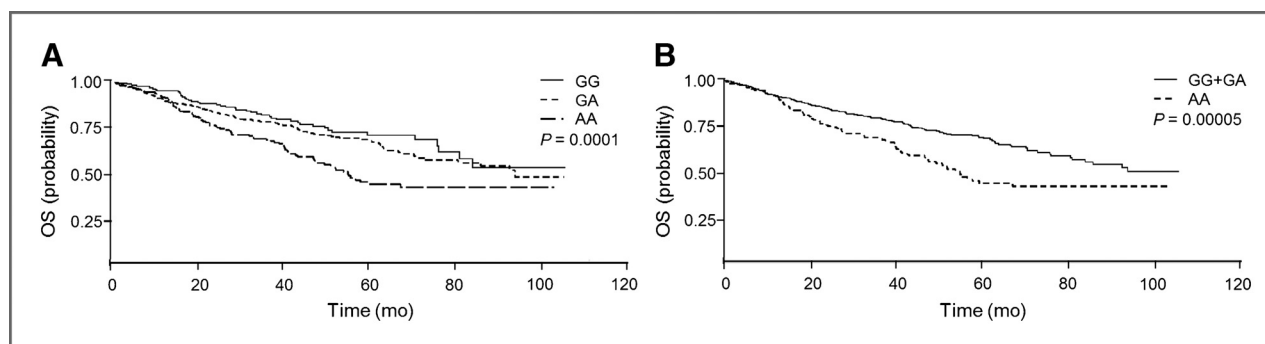 A
OS (probability)
1.00
0.75
0.50
0.25
GG
GA
AA
P = 0.0001
0 20 40 60 80 100 120
Time (mo)
B
OS (probability)
1.00
0.75
0.50
0.25
GG+GA
AA
P = 0.00005
0 20 40 60 80 100 120
Time (mo)